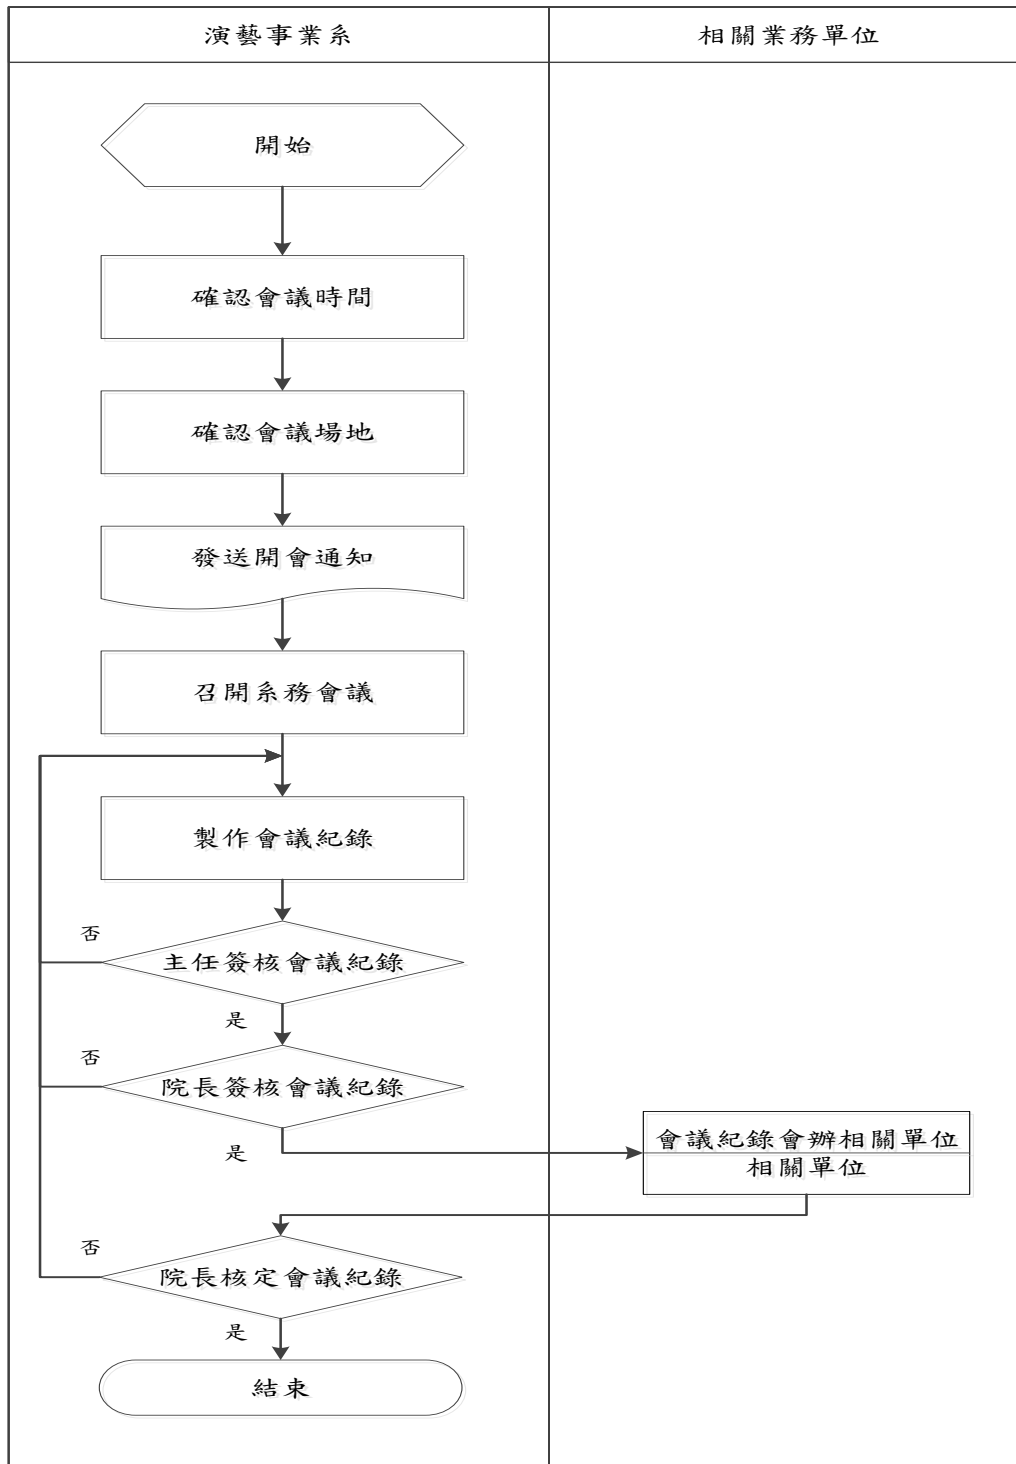 演藝事業系
相關業務單位
開始
確認會議時間
確認會議場地
發送開會通知
召開系務會議
製作會議紀錄
否
主任簽核會議紀錄
是
否
院長簽核會議紀錄
是
會議紀錄會辦相關單位
相關單位
否
院長核定會議紀錄
是
結束